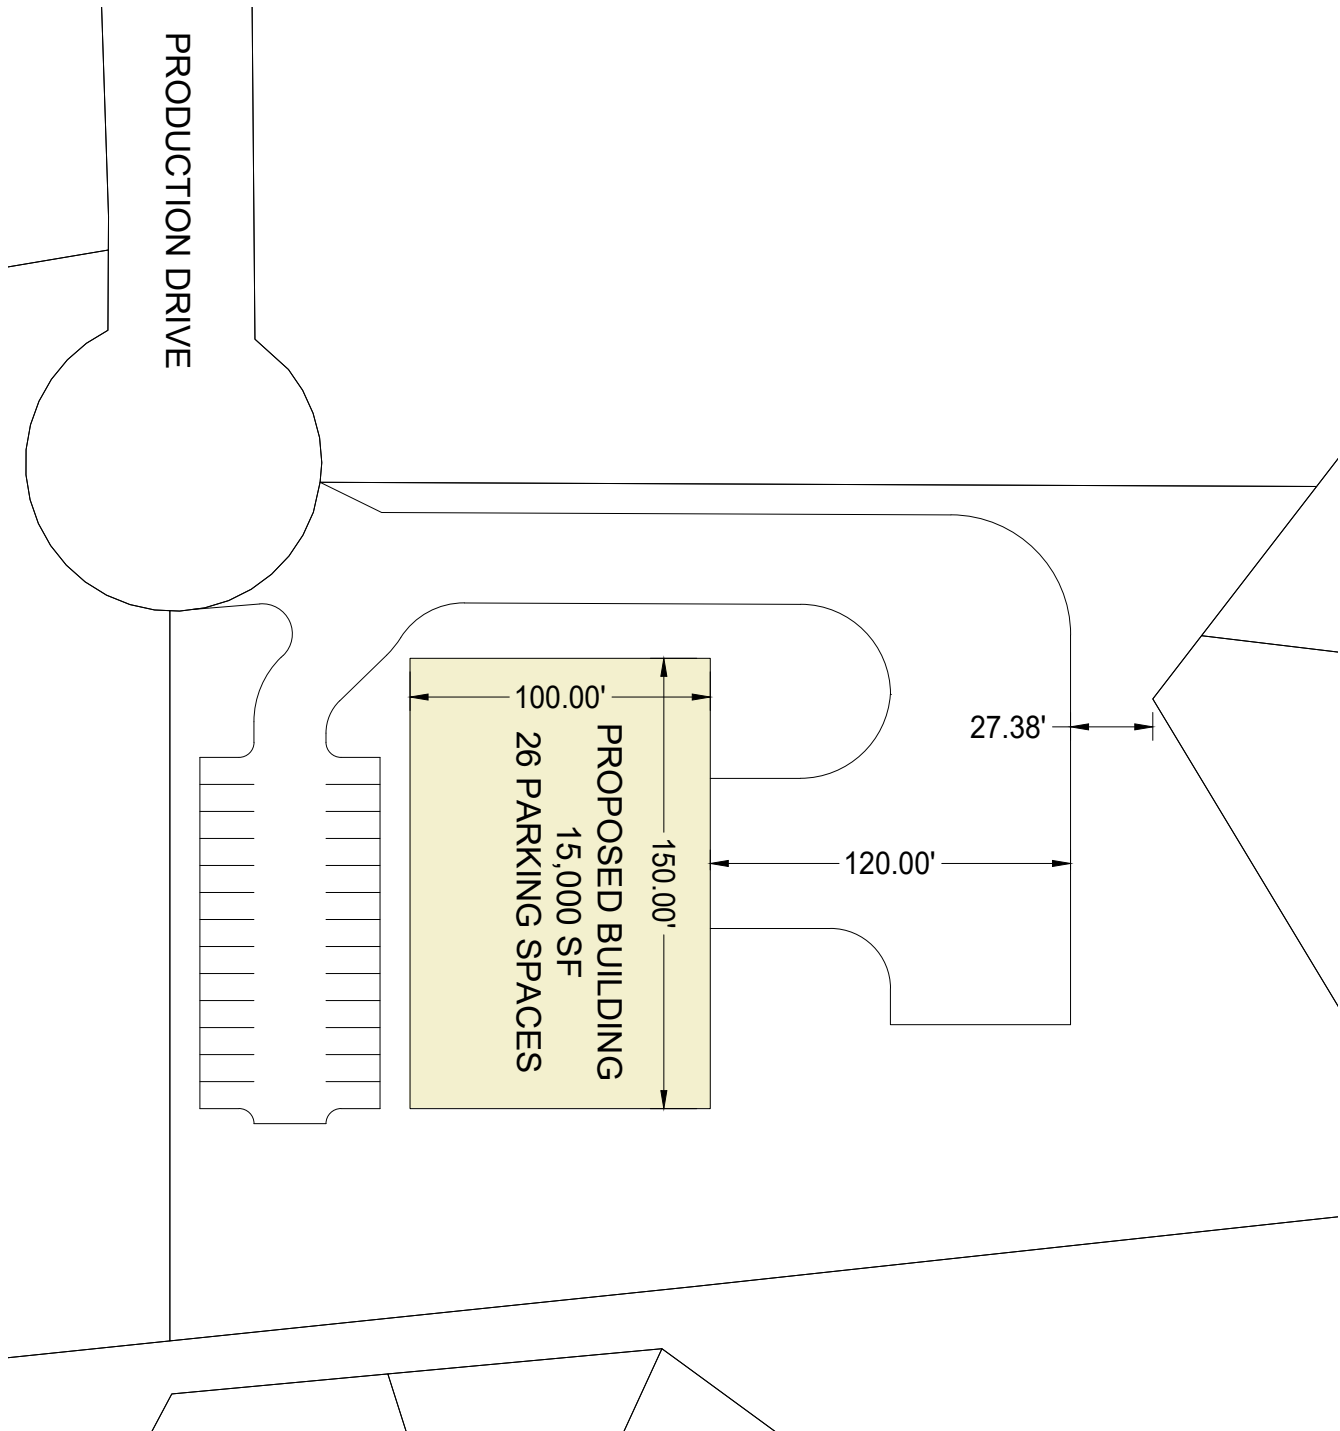 PRODUCTION DRIVE
100.00'
27.38'
PROPOSED BUILDING
15,000 SF
26 PARKING SPACES
150.00'
120.00'